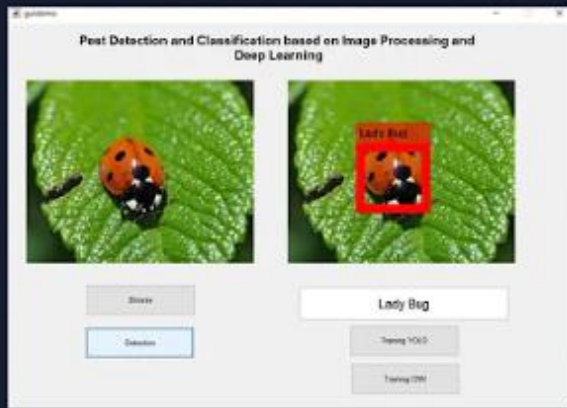 guidemo
Pest Detection and Classification based on Image Processing and
Deep Learning
Lady Bug
Browse
Lady Bug
Detection
Training YOLO
Training CNN